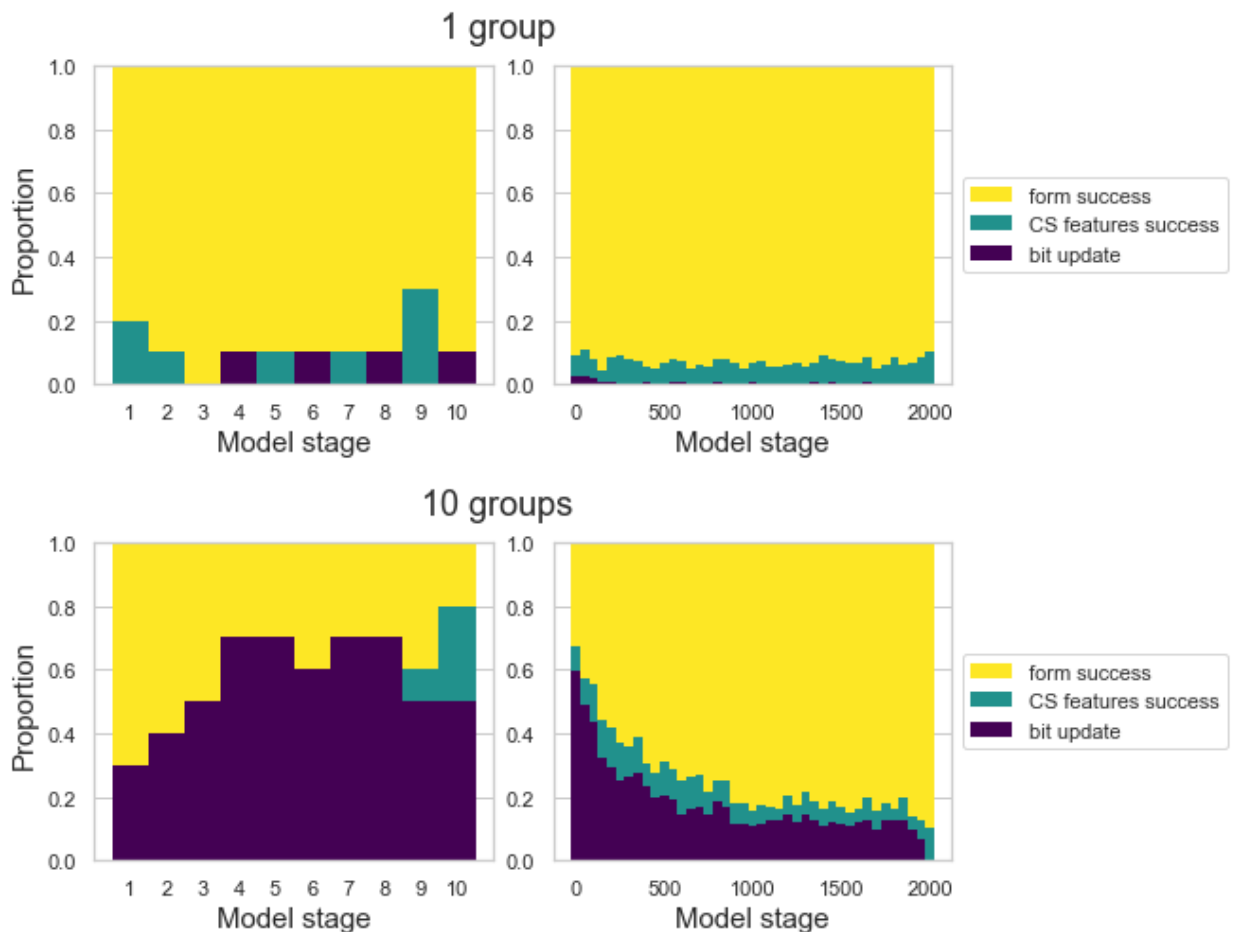 1 group
1.0
0.8
0.6
0.4
0.2
0.0
Proportion
1 2 3 4 5 6 7 8 9 10
Model stage
1.0
0.8
0.6
0.4
0.2
0.0
0 500 1000 1500 2000
Model stage
form success
CS features success
bit update
10 groups
1.0
0.8
0.6
0.4
0.2
0.0
Proportion
1 2 3 4 5 6 7 8 9 10
Model stage
1.0
0.8
0.6
0.4
0.2
0.0
0 500 1000 1500 2000
Model stage
form success
CS features success
bit update